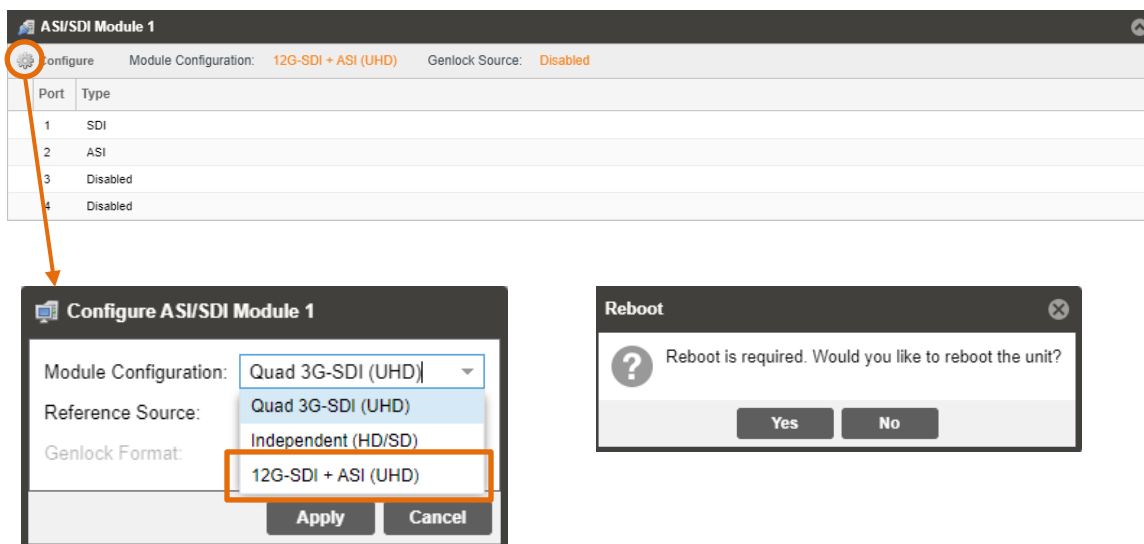 ASI/SDI Module 1
Configure Module Configuration: 12G-SDI + ASI (UHD) Genlock Source: Disabled
Port Type
1 SDI
2 ASI
3 Disabled
4 Disabled
Configure ASI/SDI Module 1
Module Configuration: Quad 3G-SDI (UHD)
Reference Source:
Genlock Format:
Quad 3G-SDI (UHD)
Independent (HD/SD)
12G-SDI + ASI (UHD)
Apply Cancel
Reboot
Reboot is required. Would you like to reboot the unit?
Yes No